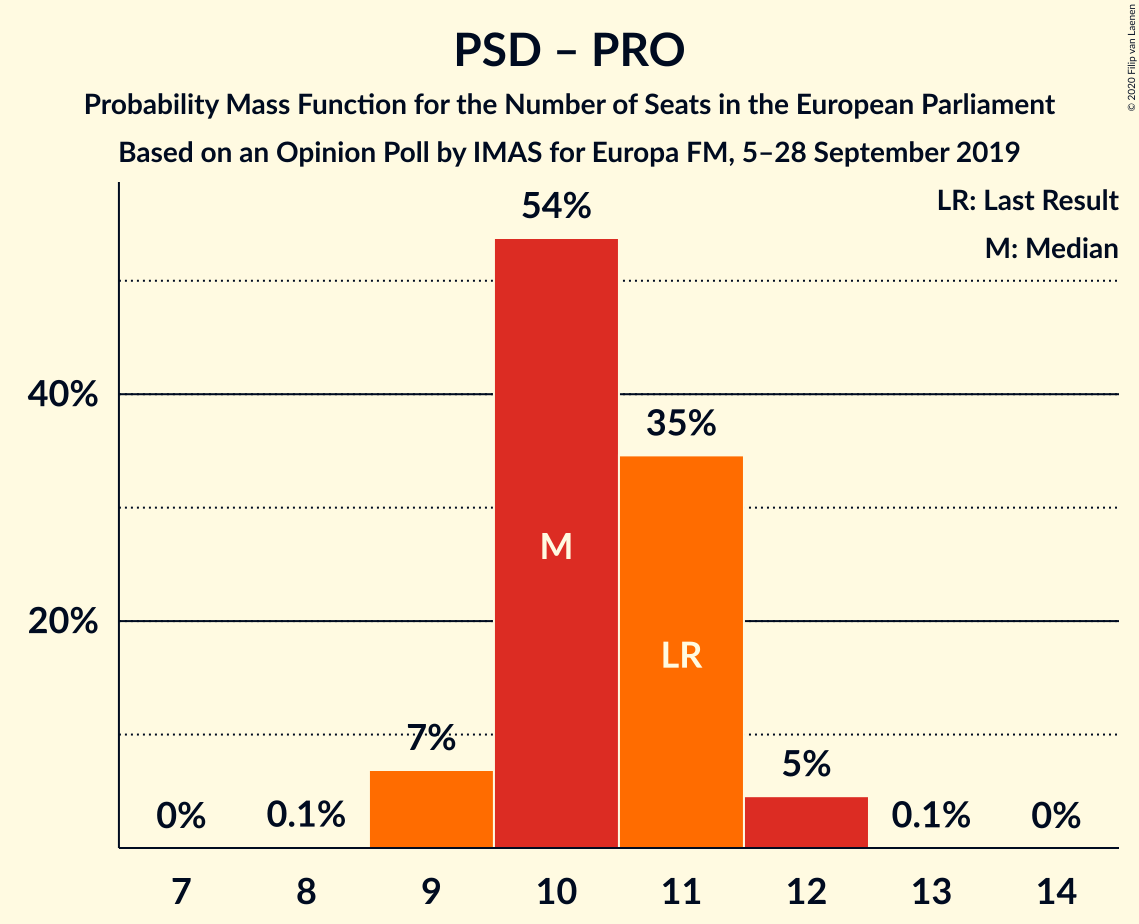 PSD – PRO
Probability Mass Function for the Number of Seats in the European Parliament
Based on an Opinion Poll by IMAS for Europa FM, 5–28 September 2019
© 2020 Filip van Laenen
LR: Last Result
M: Median
54%
40%
35%
M
20%
LR
7%
5%
0%
0.1%
0.1%
0%
7 8 9 10 11 12 13 14